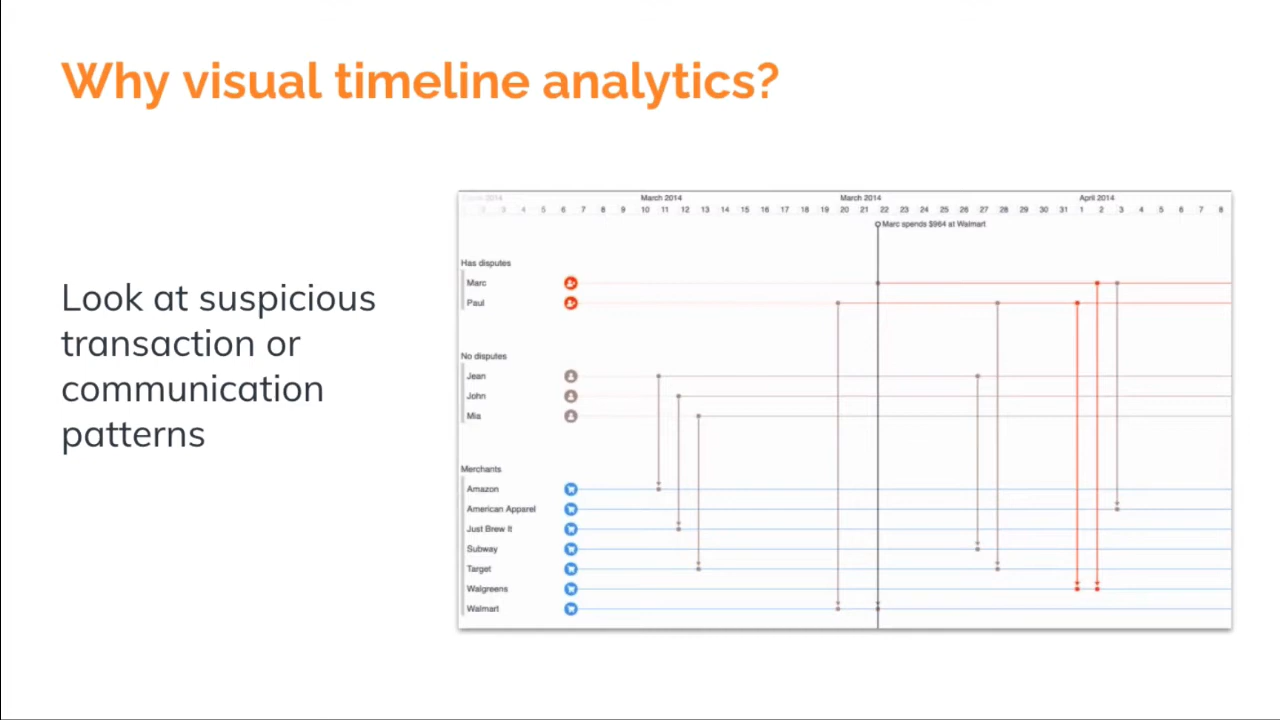 Why visual timeline analytics?
Look at suspicious
transaction or
communication
patterns
2014 March 2014 March 2014 April 2014
2 3 4 5 6 7 8 9 10 11 12 13 14 15 16 17 18 19 20 21 22 23 24 25 26 27 28 29 30 31 1 2 3 4 5 6 7 8
Marc spends $964 at Walmart
Has disputes
Marc
Paul
No disputes
Jean
John
Mia
Merchants
Amazon
American Apparel
Just Brew It
Subway
Target
Walgreens
Walmart